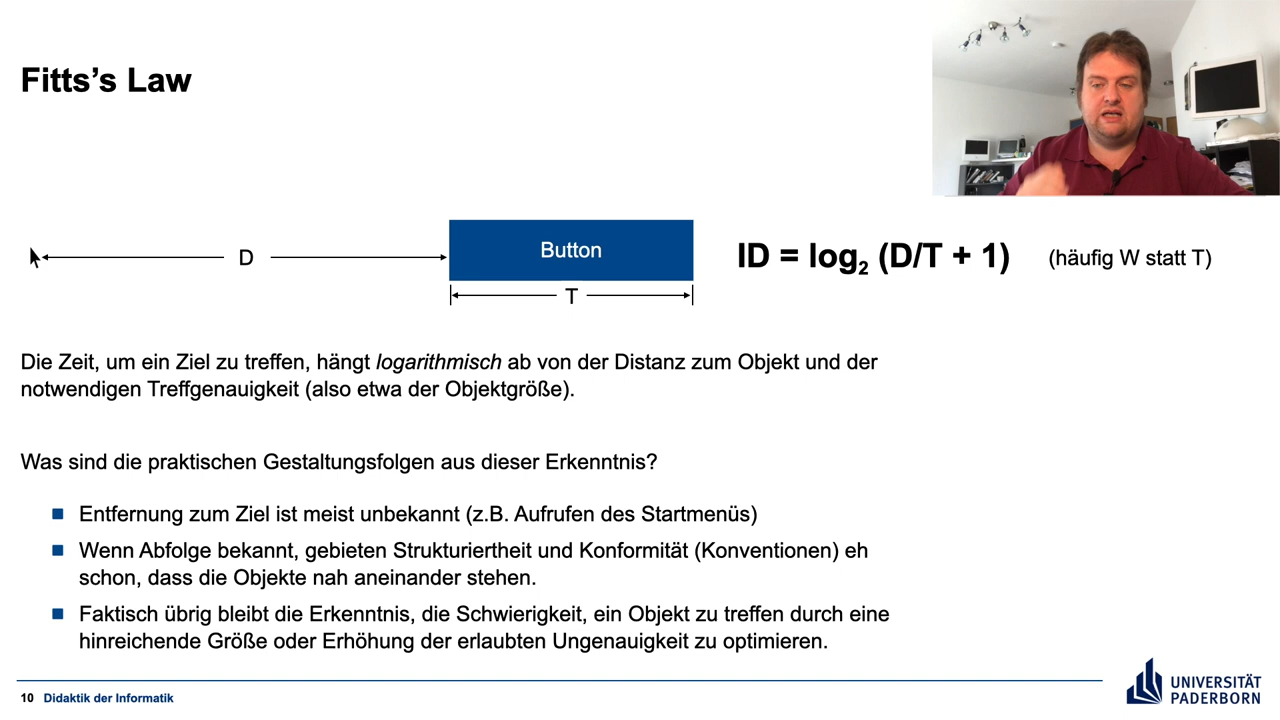 Fitts’s Law
D
Button
T
ID = log₂ (D/T + 1)
(häufig W statt T)
Die Zeit, um ein Ziel zu treffen, hängt logarithmisch ab von der Distanz zum Objekt und der
notwendigen Treffgenauigkeit (also etwa der Objektgröße).
Was sind die praktischen Gestaltungsfolgen aus dieser Erkenntnis?
Entfernung zum Ziel ist meist unbekannt (z.B. Aufrufen des Startmenüs)
Wenn Abfolge bekannt, gebieten Strukturiertheit und Konformität (Konventionen) eh
schon, dass die Objekte nah aneinander stehen.
Faktisch übrig bleibt die Erkenntnis, die Schwierigkeit, ein Objekt zu treffen durch eine
hinreichende Größe oder Erhöhung der erlaubten Ungenauigkeit zu optimieren.
10 Didaktik der Informatik
UNIVERSITÄT
PADERBORN